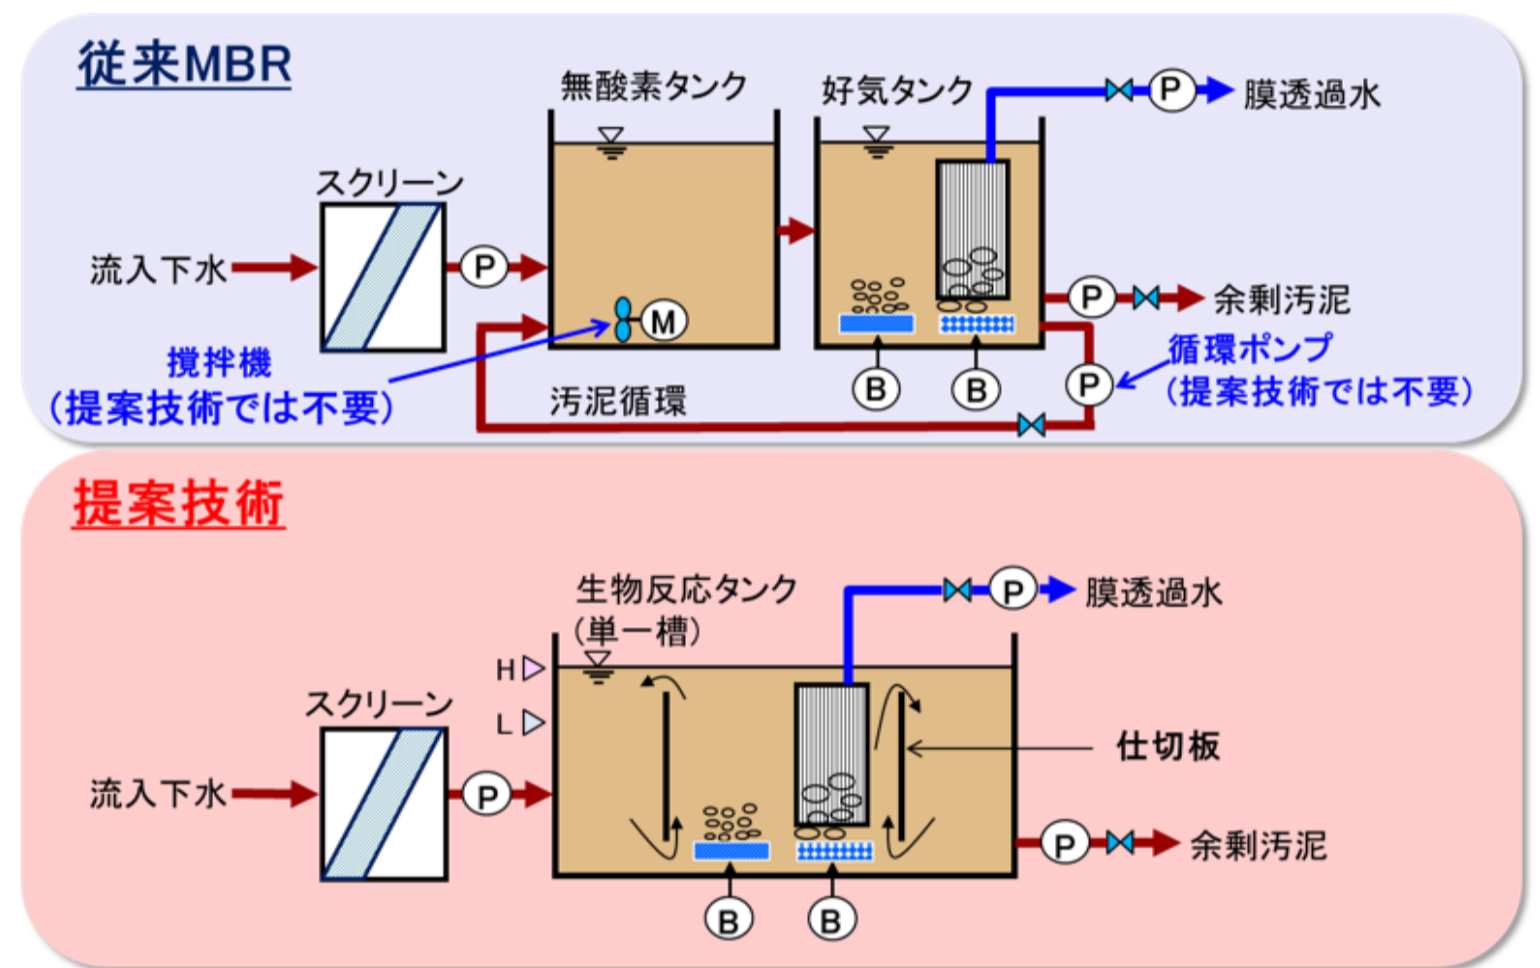 従来MBR
無酸素タンク
好気タンク
P
膜透過水
スクリーン
流入下水
P
M
P
余剰汚泥
撹拌機
(提案技術では不要)
汚泥循環
B
B
P
循環ポンプ
(提案技術では不要)
提案技術
生物反応タンク
(単一槽)
P
膜透過水
H
L
スクリーン
仕切板
流入下水
P
P
余剰汚泥
B
B